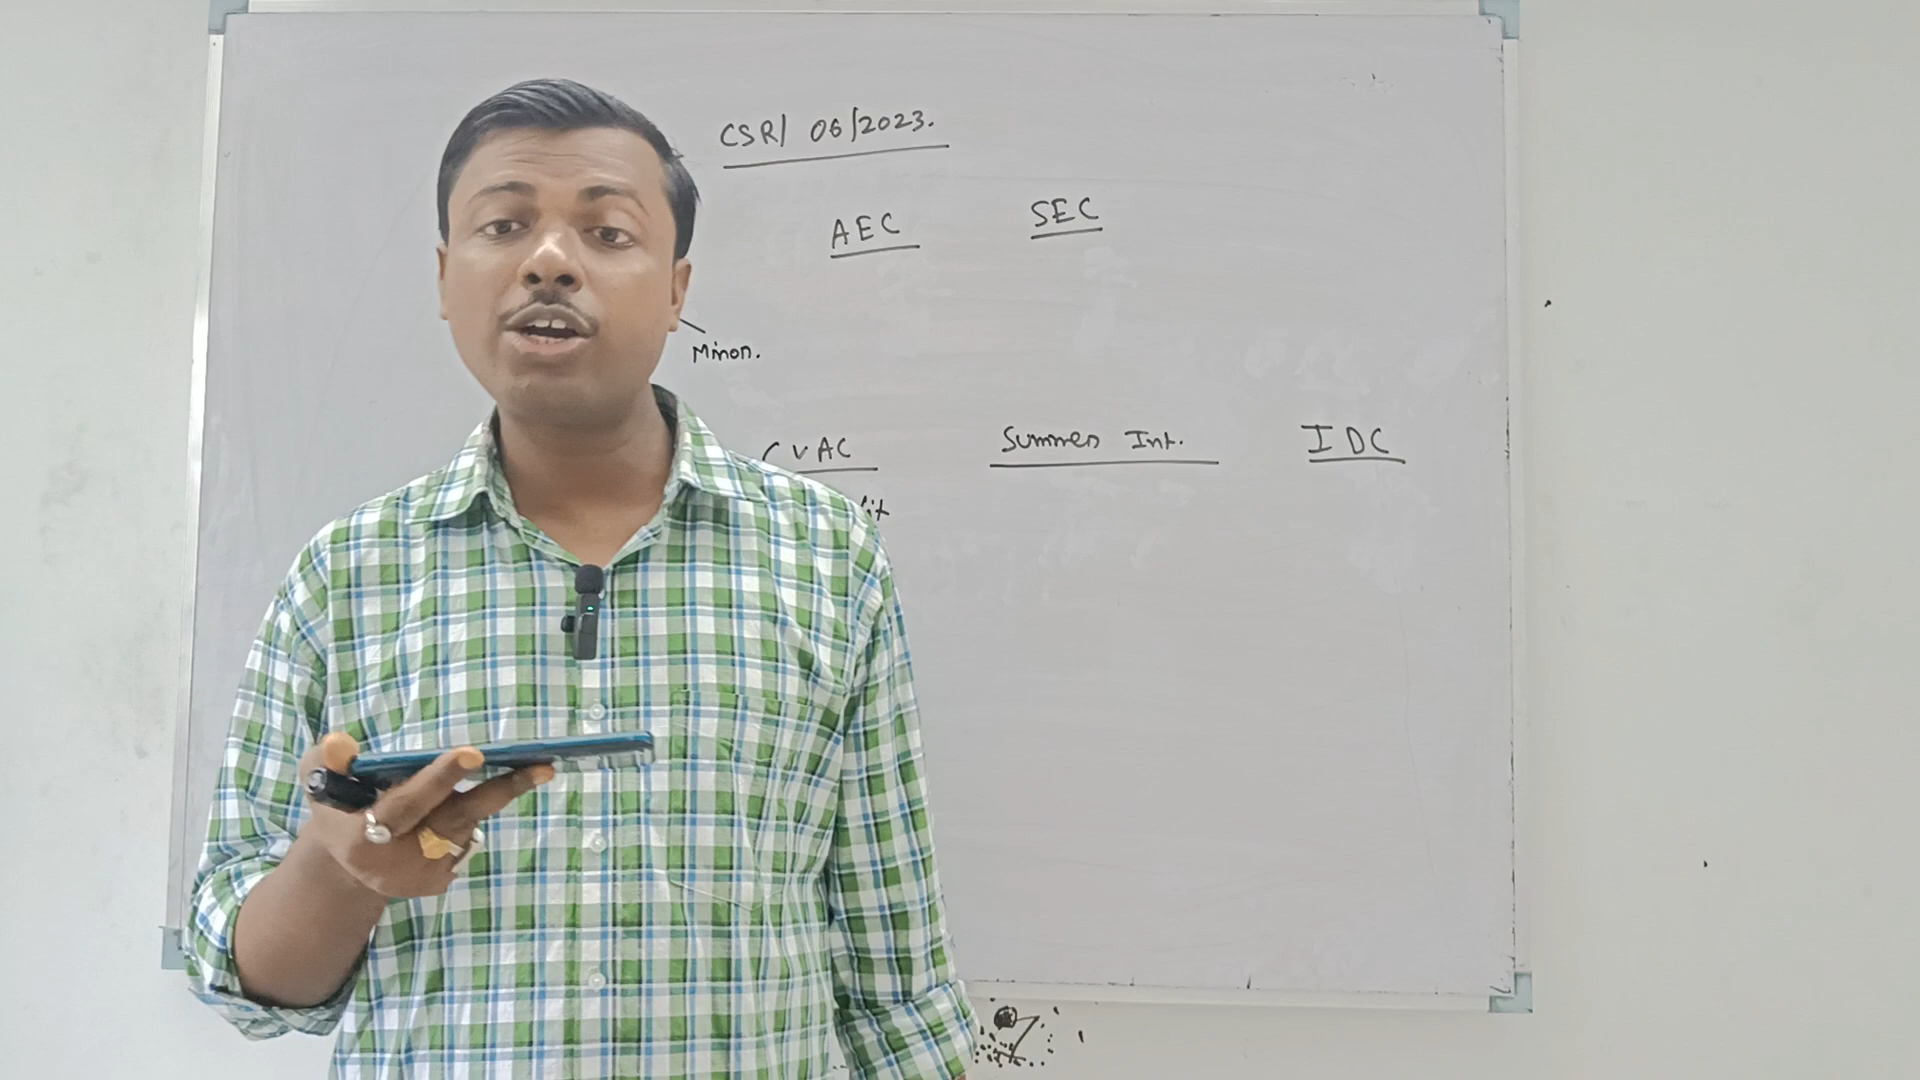 CSR/ 06/2023.
AEC SEC
Minor.
CVAC Summer Int. IDC